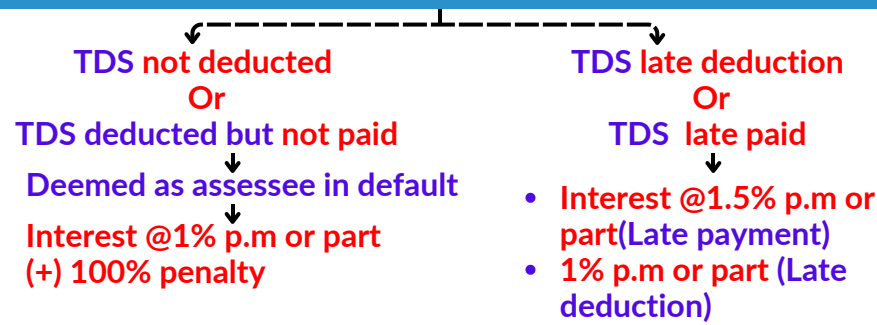 TDS not deducted
Or
TDS deducted but not paid
Deemed as assessee in default
Interest @1% p.m or part
(+) 100% penalty
TDS late deduction
Or
TDS late paid
• Interest @1.5% p.m or
part(Late payment)
• 1% p.m or part (Late
deduction)